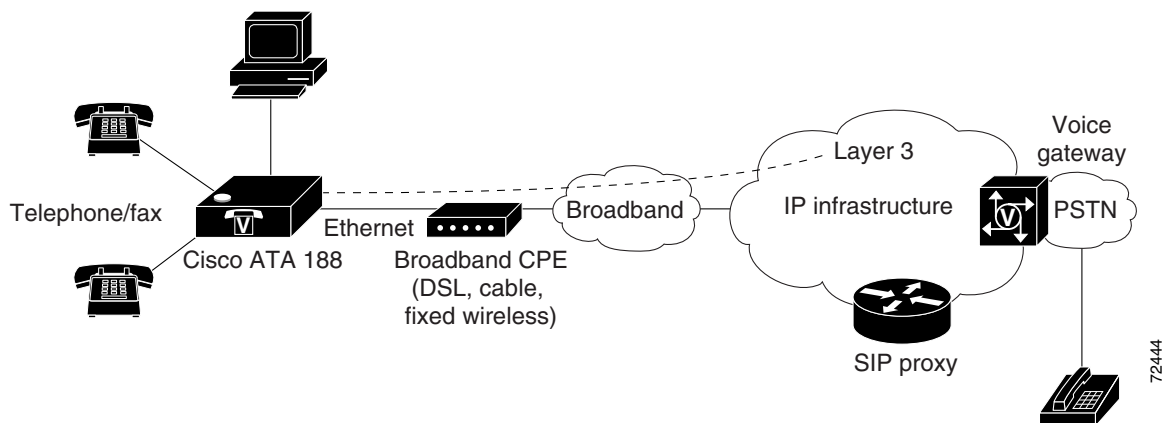 Telephone/fax
V
Cisco ATA 188
Ethernet
Broadband CPE
(DSL, cable,
fixed wireless)
Broadband
Layer 3
IP infrastructure
SIP proxy
Voice
gateway
V
PSTN
72444